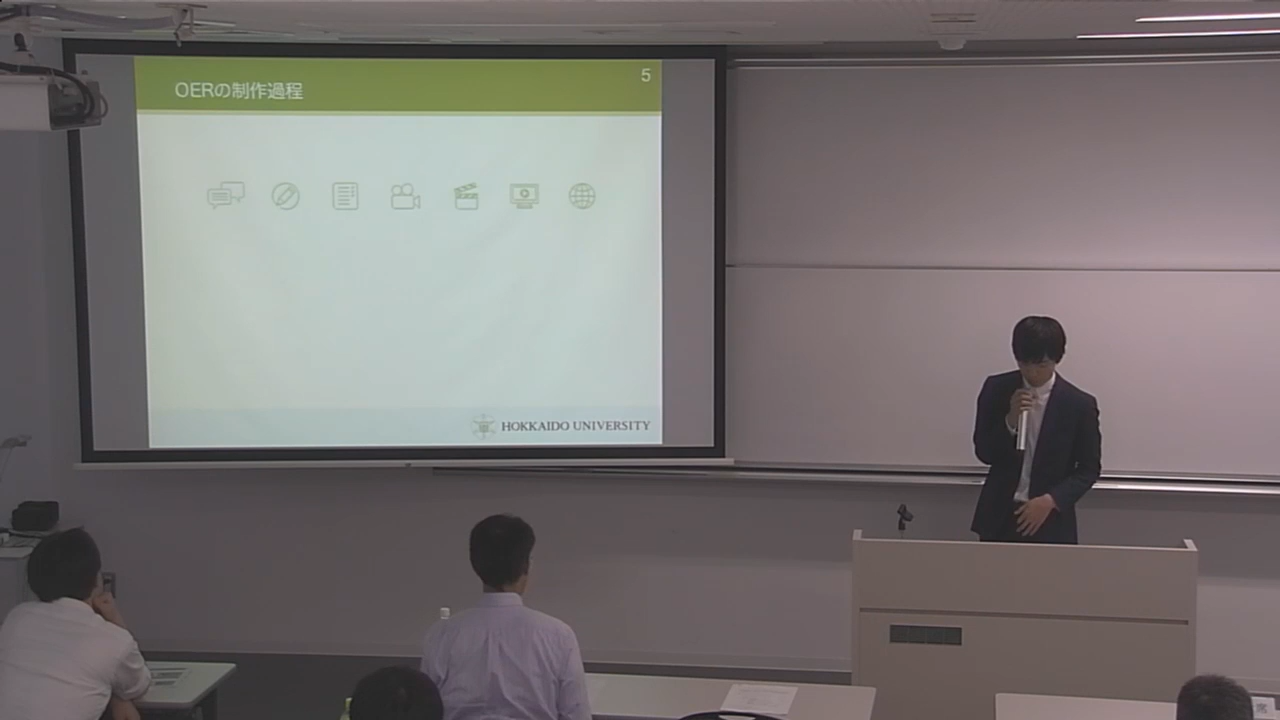 5
OERの制作過程
HOKKAIDO UNIVERSITY